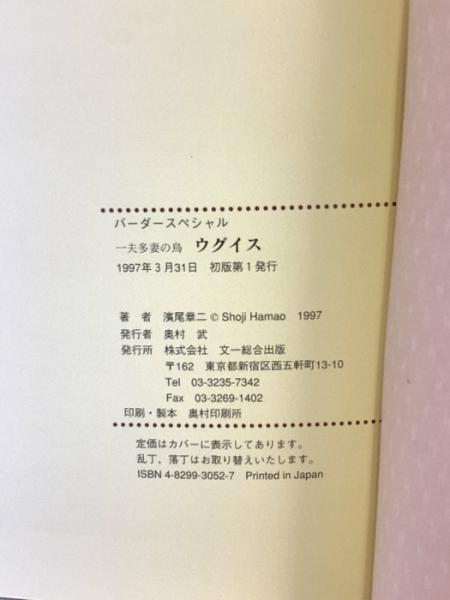 バーダースペシャル
一夫多妻の鳥 ウグイス
1997年3月31日 初版第1発行
著 者 濱尾章二 © Shoji Hamao 1997
発行者 奥村 武
発行所 株式会社 文一総合出版
〒162 東京都新宿区西五軒町13-10
Tel 03-3235-7342
Fax 03-3269-1402
印刷・製本 奥村印刷所
定価はカバーに表示してあります。
乱丁、落丁はお取り替えいたします。
ISBN 4-8299-3052-7 Printed in Japan